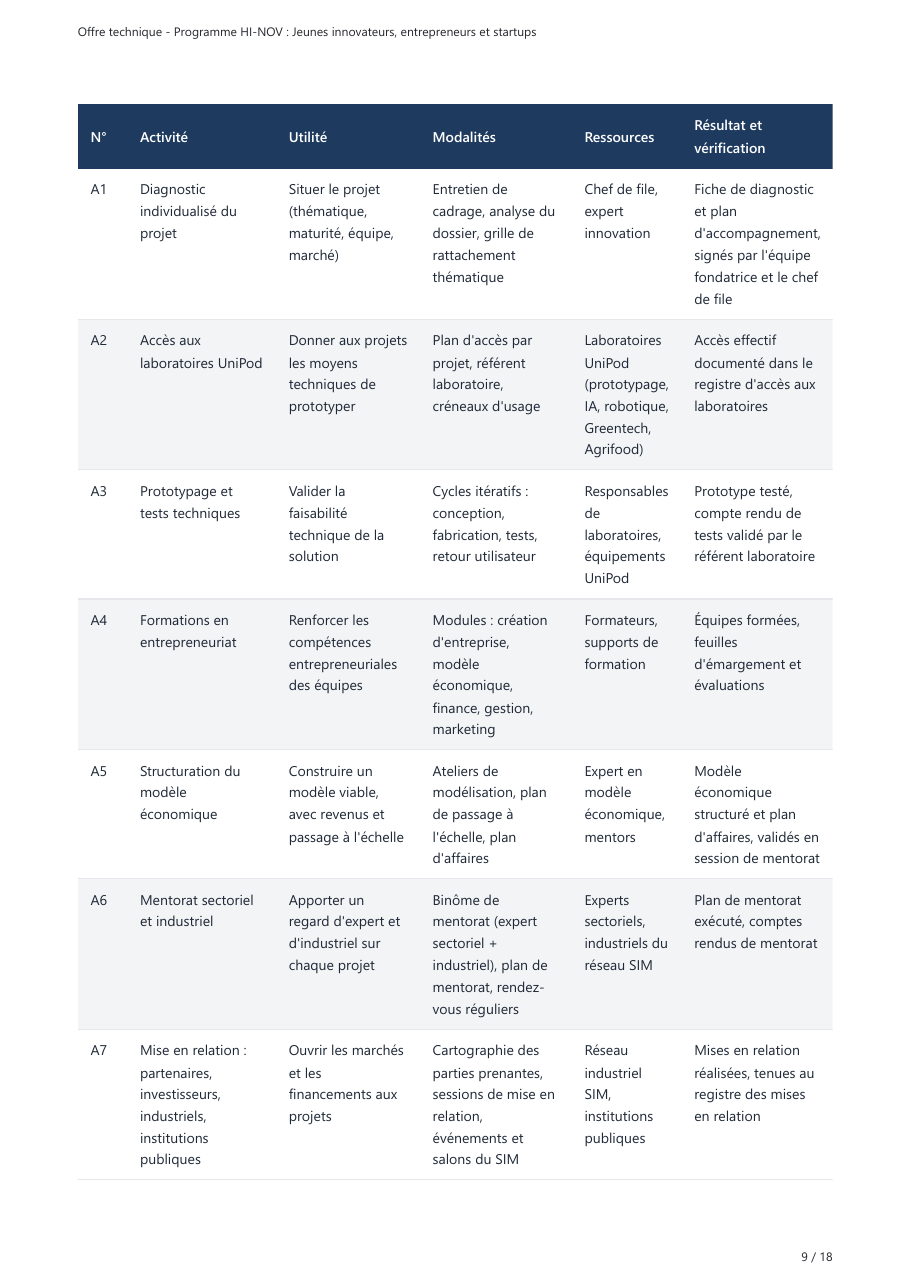 Offre technique - Programme HI-NOV : Jeunes innovateurs, entrepreneurs et startups
N°
Activité
Utilité
Modalités
Ressources
Résultat et
vérification
A1
Diagnostic
individualisé du
projet
Situer le projet
(thématique,
maturité, équipe,
marché)
Entretien de
cadrage, analyse du
dossier, grille de
rattachement
thématique
Chef de file,
expert
innovation
Fiche de diagnostic
et plan
d'accompagnement,
signés par l'équipe
fondatrice et le chef
de file
A2
Accès aux
laboratoires UniPod
Donner aux projets
les moyens
techniques de
prototyper
Plan d'accès par
projet, référent
laboratoire,
créneaux d'usage
Laboratoires
UniPod
(prototypage,
IA, robotique,
Greentech,
Agrifood)
Accès effectif
documenté dans le
registre d'accès aux
laboratoires
A3
Prototypage et
tests techniques
Valider la
faisabilité
technique de la
solution
Cycles itératifs :
conception,
fabrication, tests,
retour utilisateur
Responsables
de
laboratoires,
équipements
UniPod
Prototype testé,
compte rendu de
tests validé par le
référent laboratoire
A4
Formations en
entrepreneuriat
Renforcer les
compétences
entrepreneuriales
des équipes
Modules : création
d'entreprise,
modèle
économique,
finance, gestion,
marketing
Formateurs,
supports de
formation
Équipes formées,
feuilles
d'émargement et
évaluations
A5
Structuration du
modèle
économique
Construire un
modèle viable,
avec revenus et
passage à l'échelle
Ateliers de
modélisation, plan
de passage à
l'échelle, plan
d'affaires
Expert en
modèle
économique,
mentors
Modèle
économique
structuré et plan
d'affaires, validés en
session de mentorat
A6
Mentorat sectoriel
et industriel
Apporter un
regard d'expert et
d'industriel sur
chaque projet
Binôme de
mentorat (expert
sectoriel +
industriel), plan de
mentorat, rendez-
vous réguliers
Experts
sectoriels,
industriels du
réseau SIM
Plan de mentorat
exécuté, comptes
rendus de mentorat
A7
Mise en relation :
partenaires,
investisseurs,
industriels,
institutions
publiques
Ouvrir les marchés
et les
financements aux
projets
Cartographie des
parties prenantes,
sessions de mise en
relation,
événements et
salons du SIM
Réseau
industriel
SIM,
institutions
publiques
Mises en relation
réalisées, tenues au
registre des mises
en relation
9 / 18